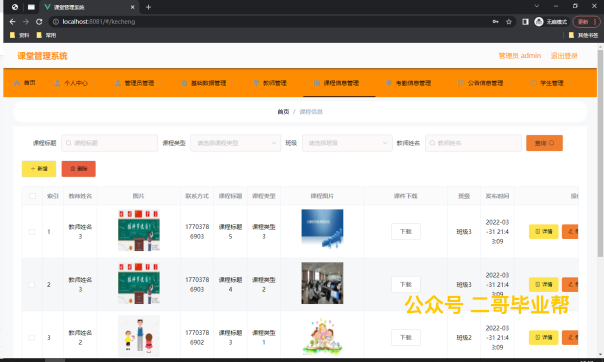 课堂管理系统
localhost:8081/#/kecheng
无痕模式
更新
资料
常用
其他书签
课堂管理系统
管理员 admin 退出登录
首页 个人中心 管理员管理 基础数据管理 教师管理 课程信息管理 考勤信息管理 公告信息管理 学生管理
首页 / 课程信息
课程标题 课程标题 课程类型 请选择课程类型 班级 请选择班级 教师姓名 教师姓名 查询
+ 新增 删除
索引 教师姓名 图片 联系方式 课程标题 课程类型 课程图片 课件下载 班级 发布时间
1 教师姓名3 17703786903 课程标题5 课程类型3 下载 班级3 2022-03-31 21:43:09 详情
2 教师姓名3 17703786903 课程标题4 课程类型2 下载 班级3 2022-03-31 21:43:09 详情
3 教师姓名2 17703786902 课程标题3 课程类型1 下载 班级2 2022-03-31 21:43:09 详情
公众号 二哥毕业帮